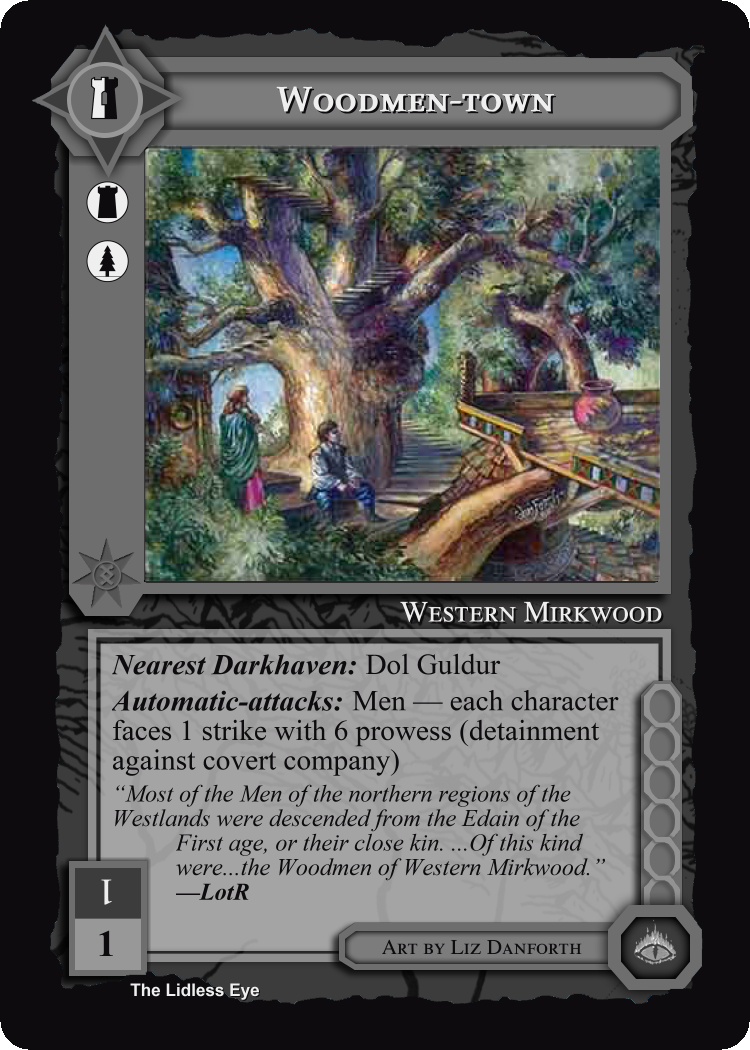 Woodmen-town
Western Mirkwood
Nearest Darkhaven: Dol Guldur
Automatic-attacks: Men — each character
faces 1 strike with 6 prowess (detainment
against covert company)
“Most of the Men of the northern regions of the
Westlands were descended from the Edain of the
First age, or their close kin. ...Of this kind
were...the Woodmen of Western Mirkwood.”
—LotR
1
1
Art by Liz Danforth
The Lidless Eye